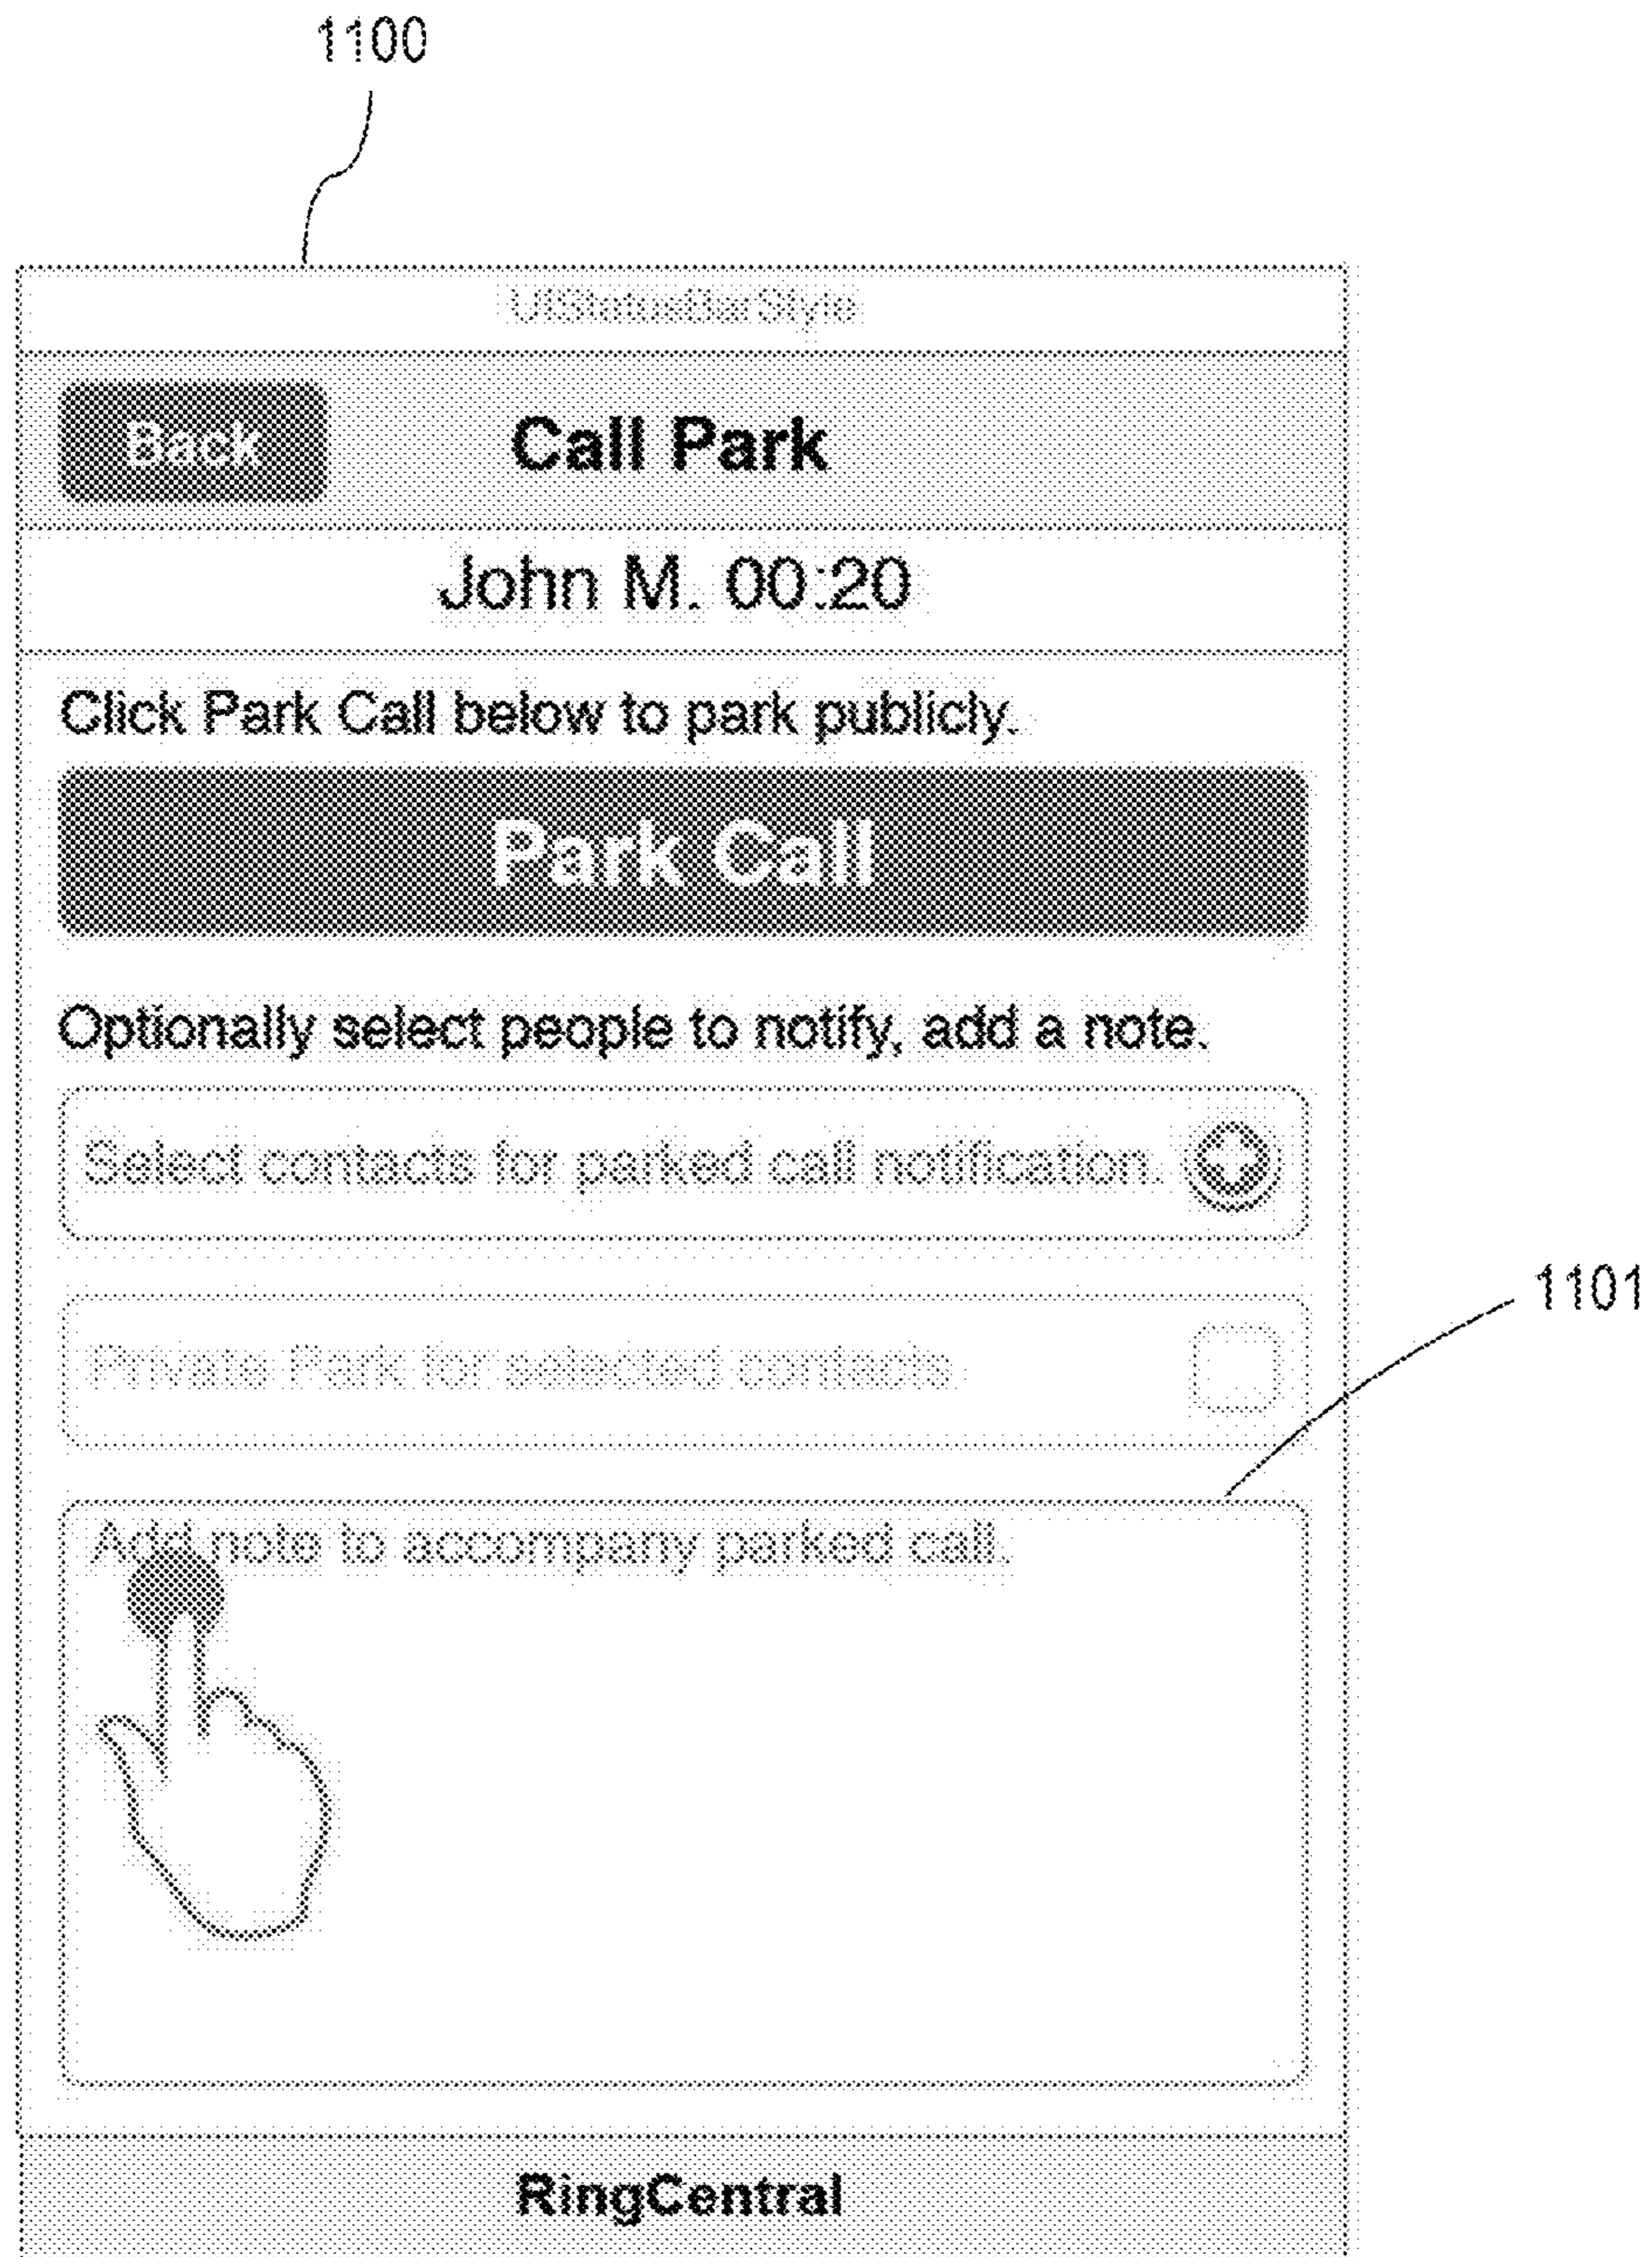 1100
UIStatusBarStyle
Back
Call Park
John M. 00:20
Click Park Call below to park publicly.
Park Call
Optionally select people to notify, add a note.
Select contacts for parked call notification.
1101
Private Park for selected contacts
Add note to accompany parked call.
RingCentral